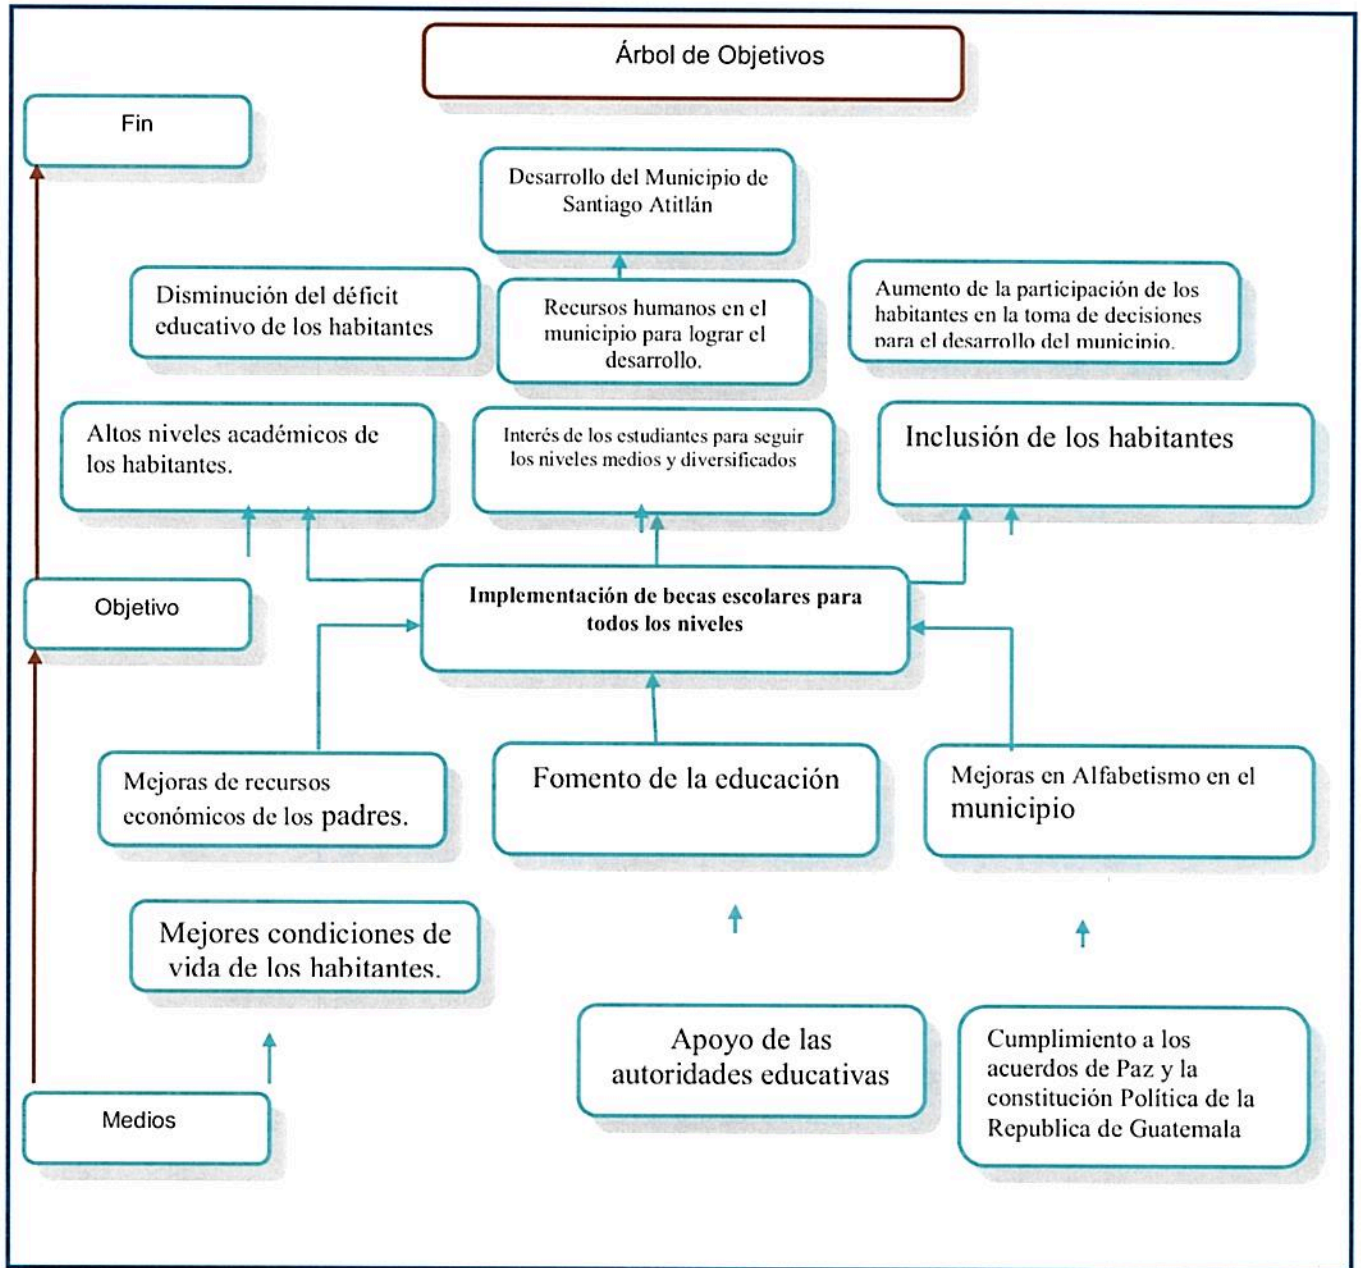 Árbol de Objetivos
Fin
Desarrollo del Municipio de
Santiago Atitlán
Disminución del déficit
educativo de los habitantes
Recursos humanos en el
municipio para lograr el
desarrollo.
Aumento de la participación de los
habitantes en la toma de decisiones
para el desarrollo del municipio.
Altos niveles académicos de
los habitantes.
Interés de los estudiantes para seguir
los niveles medios y diversificados
Inclusión de los habitantes
Objetivo
Implementación de becas escolares para
todos los niveles
Mejoras de recursos
económicos de los padres.
Fomento de la educación
Mejoras en Alfabetismo en el
municipio
Mejores condiciones de
vida de los habitantes.
Apoyo de las
autoridades educativas
Cumplimiento a los
acuerdos de Paz y la
constitución Política de la
Republica de Guatemala
Medios